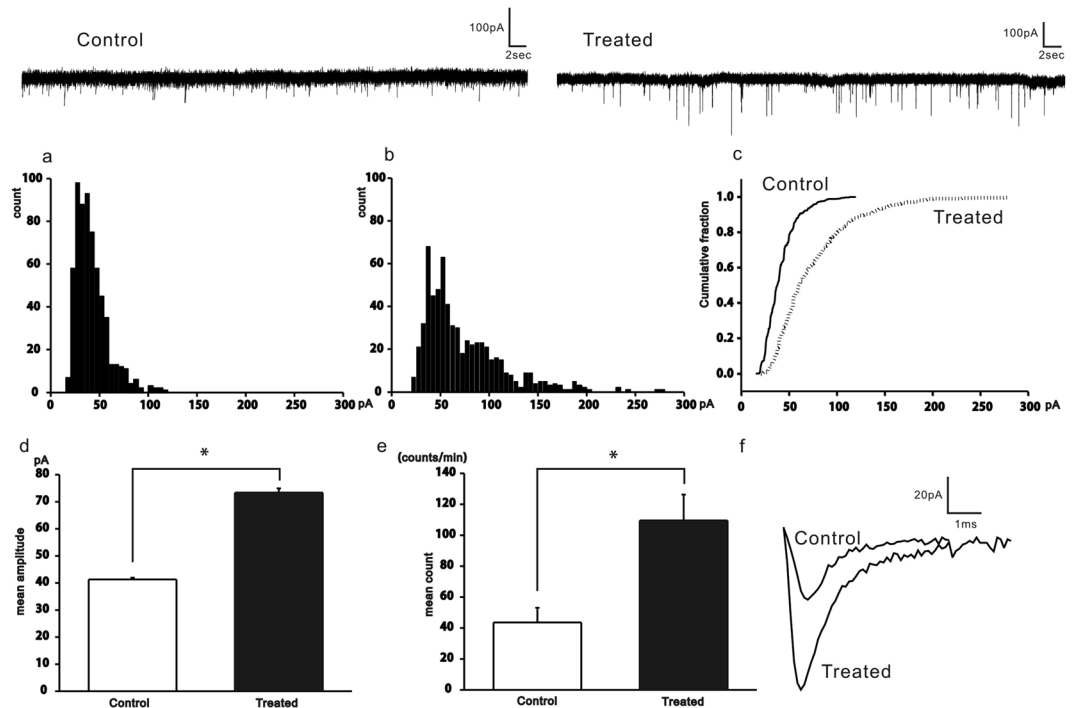 Control
100pA
2sec
Treated
100pA
2sec
a
count
100
80
60
40
20
0
0 50 100 150 200 250 300 pA
b
count
100
80
60
40
20
0
0 50 100 150 200 250 300 pA
c
Cumulative fraction
1.0
0.8
0.6
0.4
0.2
0.0
0 50 100 150 200 250 300 pA
Control
Treated
d
pA
mean amplitude
80
70
60
50
40
30
20
10
0
*
Control Treated
e
(counts/min)
mean count
140
120
100
80
60
40
20
0
*
Control Treated
f
20pA
1ms
Control
Treated